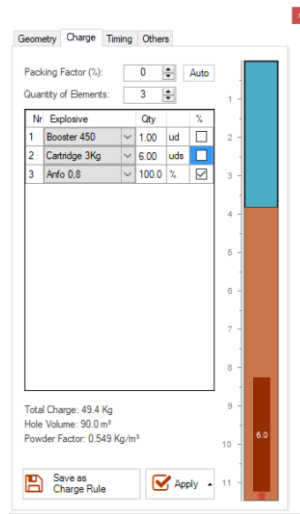 Geometry Charge Timing Others
Packing Factor (%): 0 Auto
Quantity of Elements: 3
Nr Explosive Qty %
1 Booster 450 1.00 ud
2 Cartridge 3Kg 6.00 uds
3 Anfo 0,8 100.0 %
Total Charge: 49.4 Kg
Hole Volume: 90.0 m³
Powder Factor: 0.549 Kg/m³
Save as
Charge Rule
Apply
1
2
3
4
5
6
7
8
9
10
11
6.0